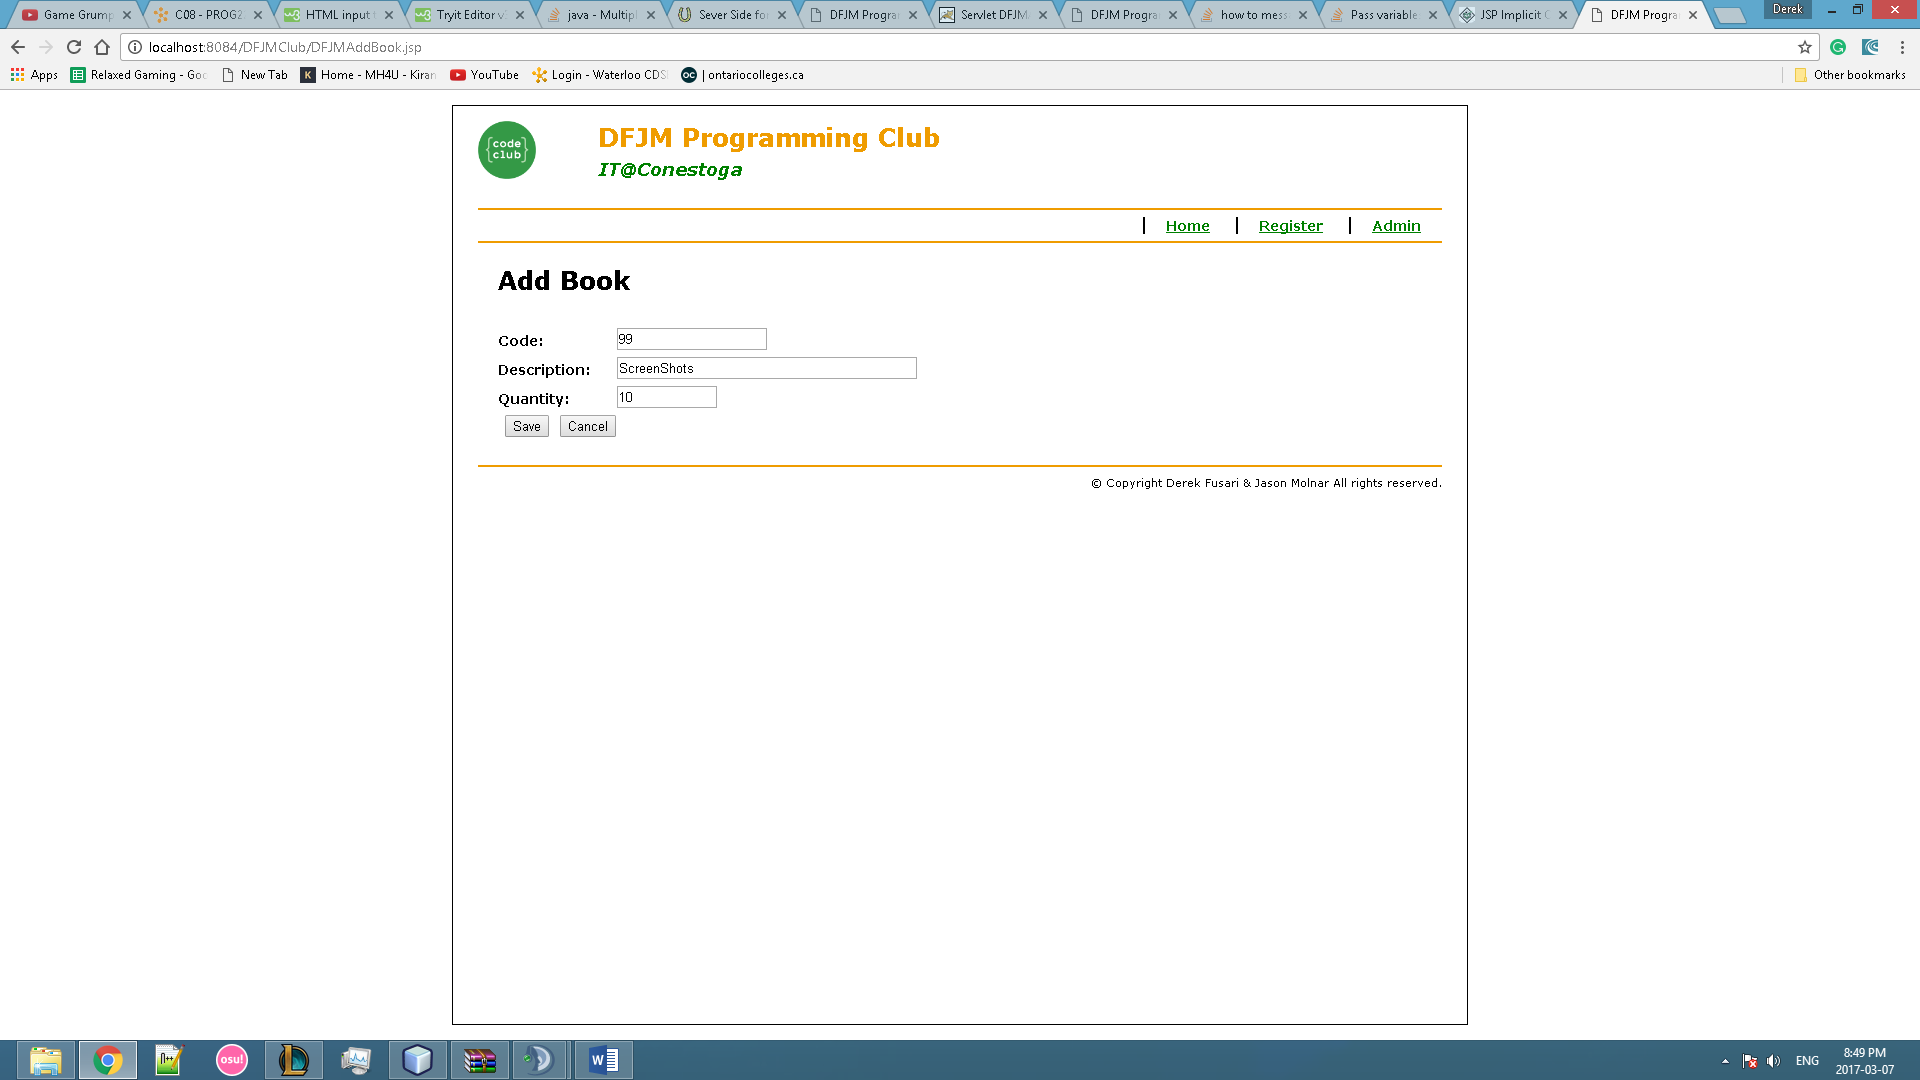 Game Grump
C08 - PROG2
HTML input
Tryit Editor v
java - Multipl
Sever Side fo
DFJM Progra
Servlet DFJM
DFJM Progra
how to mess
Pass variable
JSP Implicit O
DFJM Progra
Derek
localhost:8084/DFJMClub/DFJMAddBook.jsp
Apps
Relaxed Gaming - Goo
New Tab
K
Home - MH4U - Kiran
YouTube
Login - Waterloo CDS
OC
| ontariocolleges.ca
Other bookmarks
{code
club}
DFJM Programming Club
IT@Conestoga
Home
Register
Admin
Add Book
Code: 99
Description: ScreenShots
Quantity: 10
Save Cancel
© Copyright Derek Fusari & Jason Molnar All rights reserved.
osu!
ENG
8:49 PM
2017-03-07